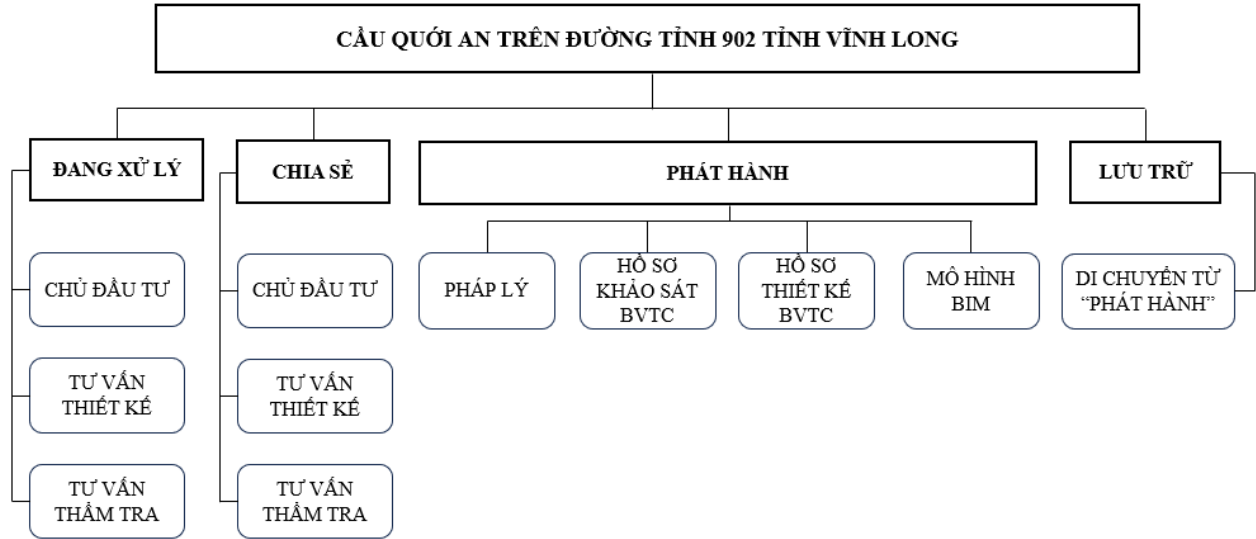 CẦU QUỚI AN TRÊN ĐƯỜNG TỈNH 902 TỈNH VĨNH LONG
ĐANG XỬ LÝ
CHIA SẺ
PHÁT HÀNH
LƯU TRỮ
CHỦ ĐẦU TƯ
CHỦ ĐẦU TƯ
PHÁP LÝ
HỒ SƠ
KHẢO SÁT
BVTC
HỒ SƠ
THIẾT KẾ
BVTC
MÔ HÌNH
BIM
DI CHUYỂN TỪ
“PHÁT HÀNH”
TƯ VẤN
THIẾT KẾ
TƯ VẤN
THIẾT KẾ
TƯ VẤN
THẨM TRA
TƯ VẤN
THẨM TRA